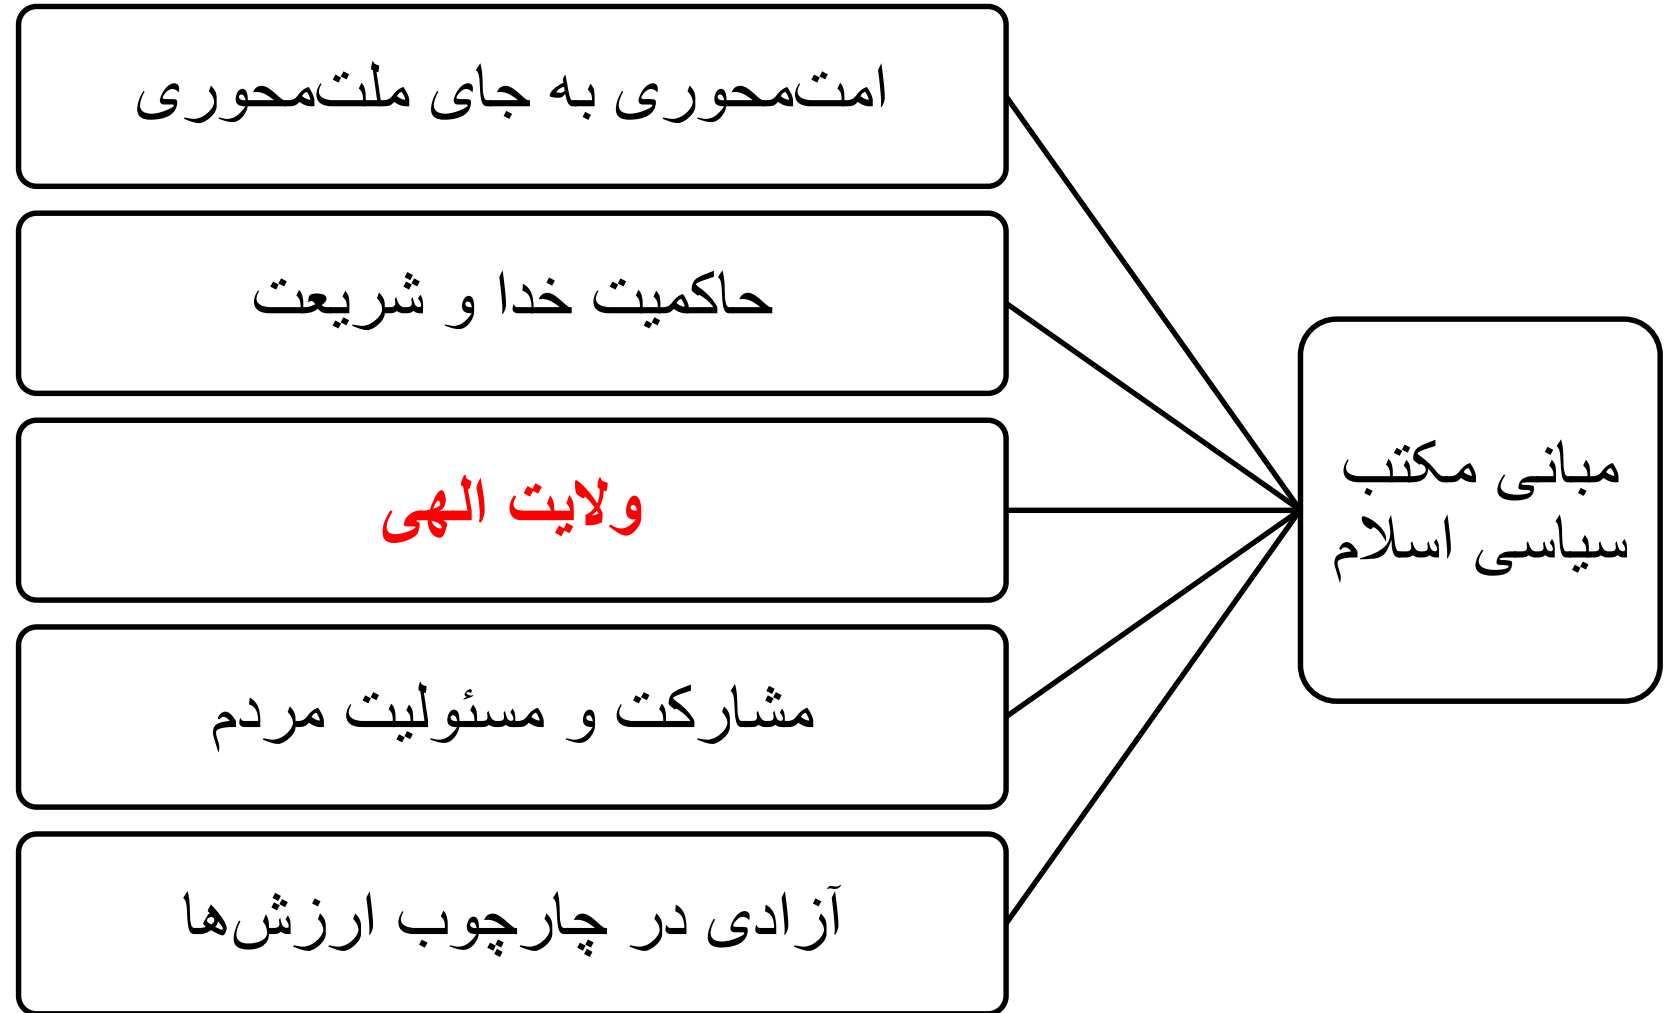 مبانی مکتب
سیاسی اسلام
امت‌محوری به جای ملت‌محوری
حاکمیت خدا و شریعت
ولایت الهی
مشارکت و مسئولیت مردم
آزادی در چارچوب ارزش‌ها